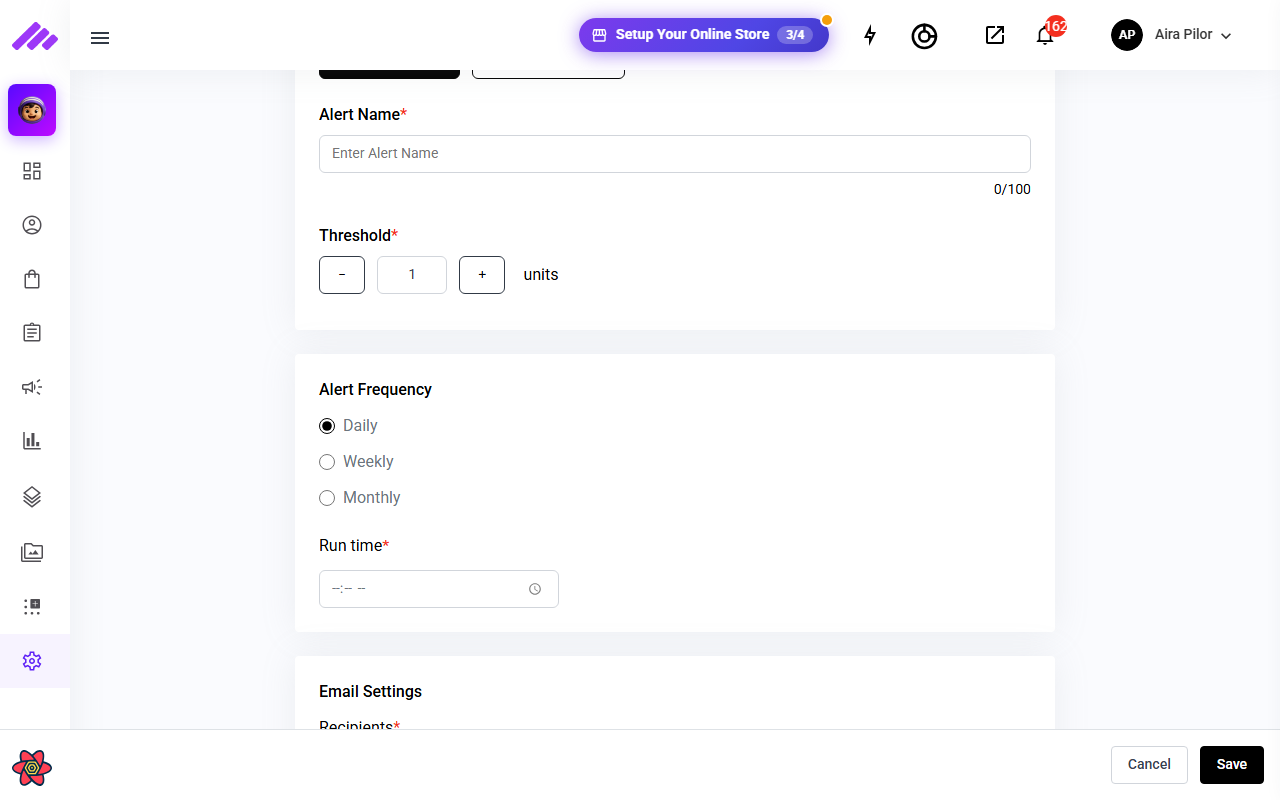 Setup Your Online Store 3/4
162
AP Aira Pilor
Alert Name*
Enter Alert Name
0/100
Threshold*
- 1 + units
Alert Frequency
Daily
Weekly
Monthly
Run time*
--:-- --
Email Settings
Recipients*
Cancel Save